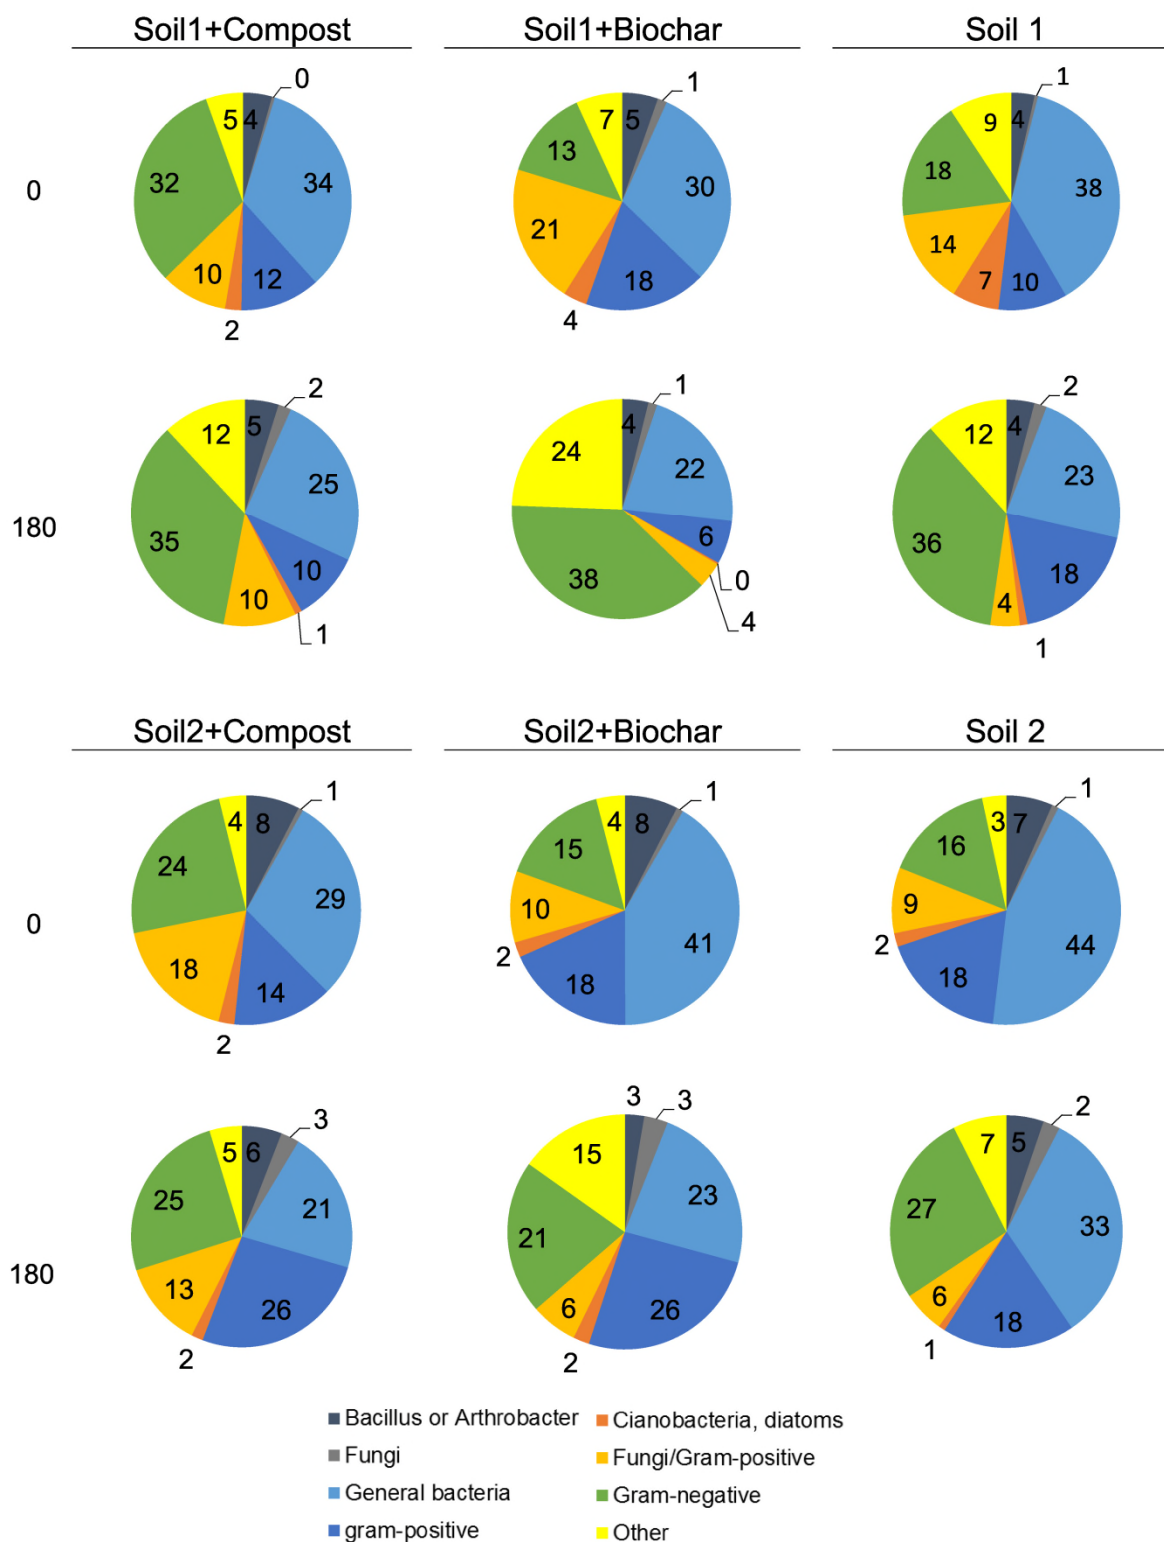 Soil1+Compost Soil1+Biochar Soil 1
0
5 4 0 34 12 2 10 32
7 5 1 30 18 4 21 13
9 4 1 38 10 7 14 18
180
12 5 2 25 10 1 10 35
24 4 1 22 6 0 4 38
12 4 2 23 18 1 4 36
Soil2+Compost Soil2+Biochar Soil 2
0
4 8 1 29 14 2 18 24
4 8 1 41 18 2 10 15
3 7 1 44 18 2 9 16
180
5 6 3 21 26 2 13 25
15 3 3 23 26 2 6 21
7 5 2 33 18 1 6 27
Bacillus or Arthrobacter Cianobacteria, diatoms
Fungi Fungi/Gram-positive
General bacteria Gram-negative
gram-positive Other